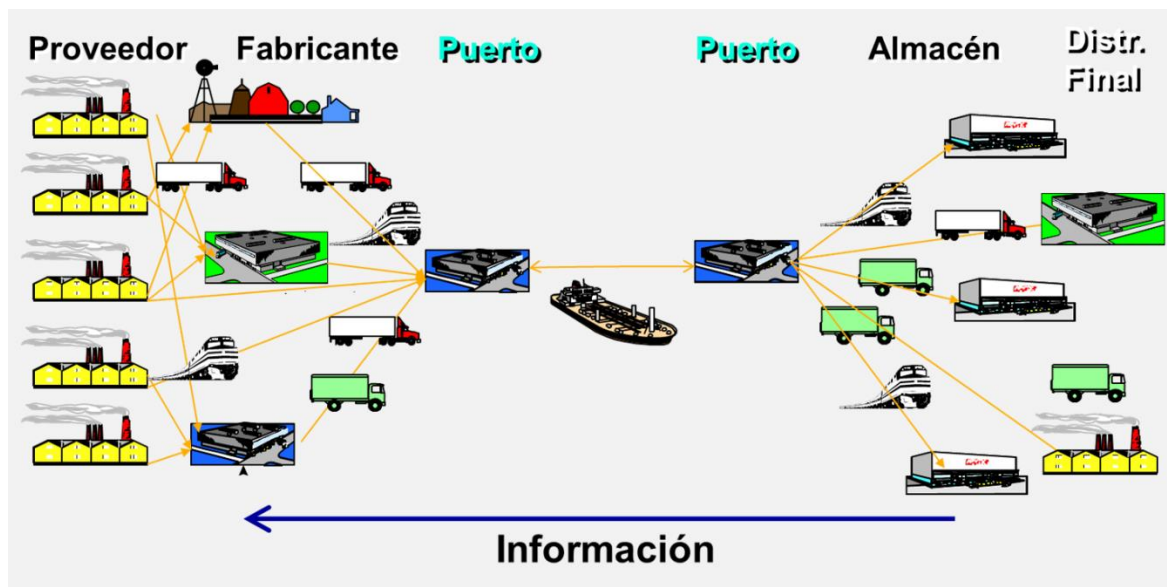 Proveedor
Fabricante
Puerto
Puerto
Almacén
Distr.
Final
Información